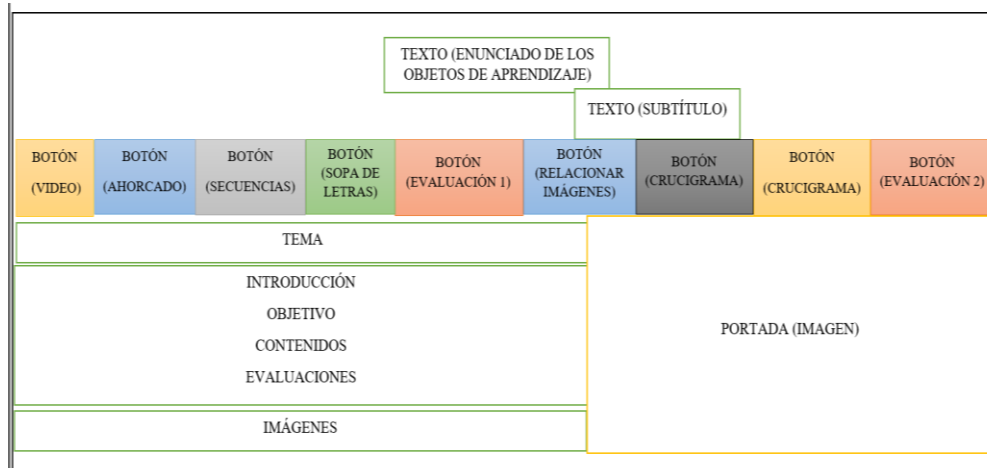 TEXTO (ENUNCIADO DE LOS
OBJETOS DE APRENDIZAJE)
TEXTO (SUBTÍTULO)
BOTÓN
(VIDEO)
BOTÓN
(AHORCADO)
BOTÓN
(SECUENCIAS)
BOTÓN
(SOPA DE
LETRAS)
BOTÓN
(EVALUACIÓN 1)
BOTÓN
(RELACIONAR
IMÁGENES)
BOTÓN
(CRUCIGRAMA)
BOTÓN
(CRUCIGRAMA)
BOTÓN
(EVALUACIÓN 2)
TEMA
INTRODUCCIÓN
OBJETIVO
CONTENIDOS
EVALUACIONES
IMÁGENES
PORTADA (IMAGEN)